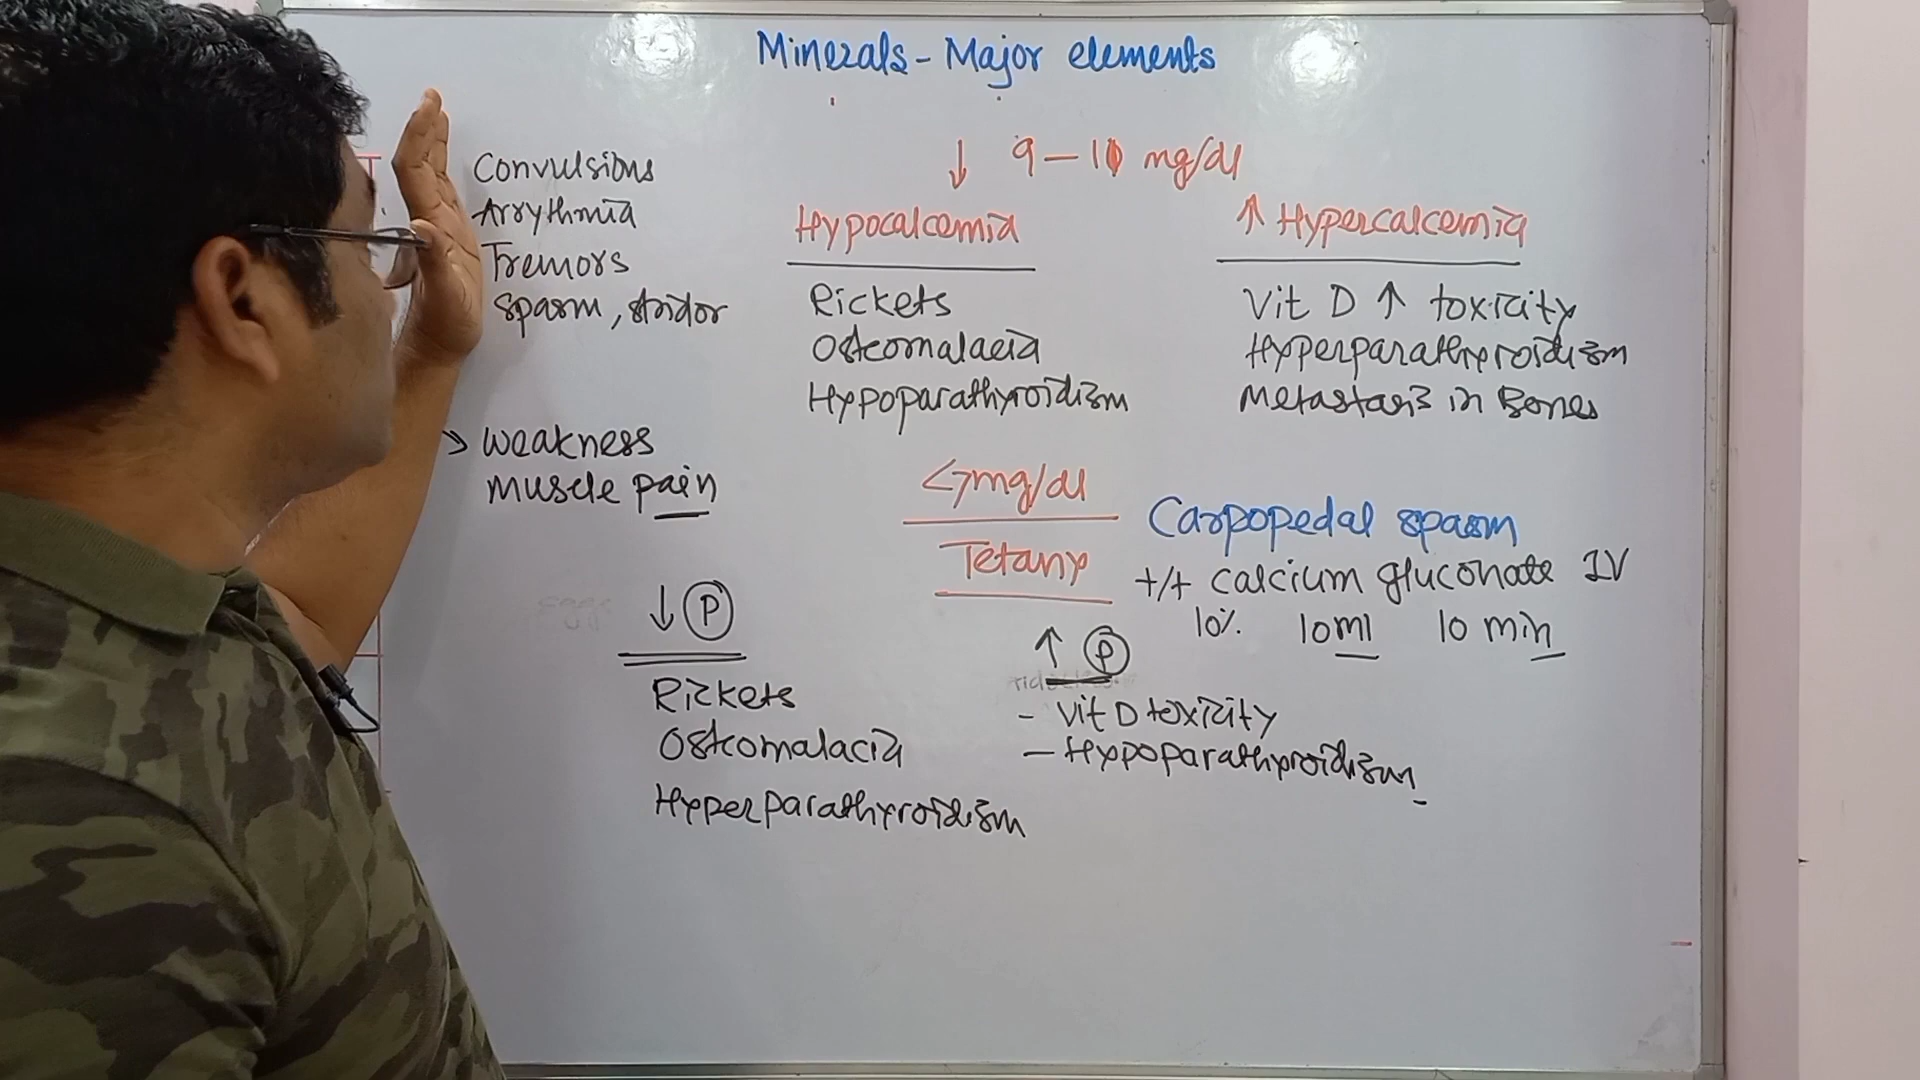 Minerals - Major elements
↓ 9 - 10 mg/dl
Convulsions
Arrythmia
Tremors
Spasm, stridor
Hypocalcemia
Rickets
Osteomalacia
Hypoparathyroidism
↑ Hypercalcemia
Vit D ↑ toxicity
Hyperparathyroidism
Metastasis in Bones
> Weakness
Muscle pain
<7mg/dl
Tetany
Carpopedal spasm
+/+ calcium gluconate IV
10% 10ml 10 min
↓ P
Rickets
Osteomalacia
Hyperparathyroidism
↑ P
- Vit D toxicity
- Hypoparathyroidism